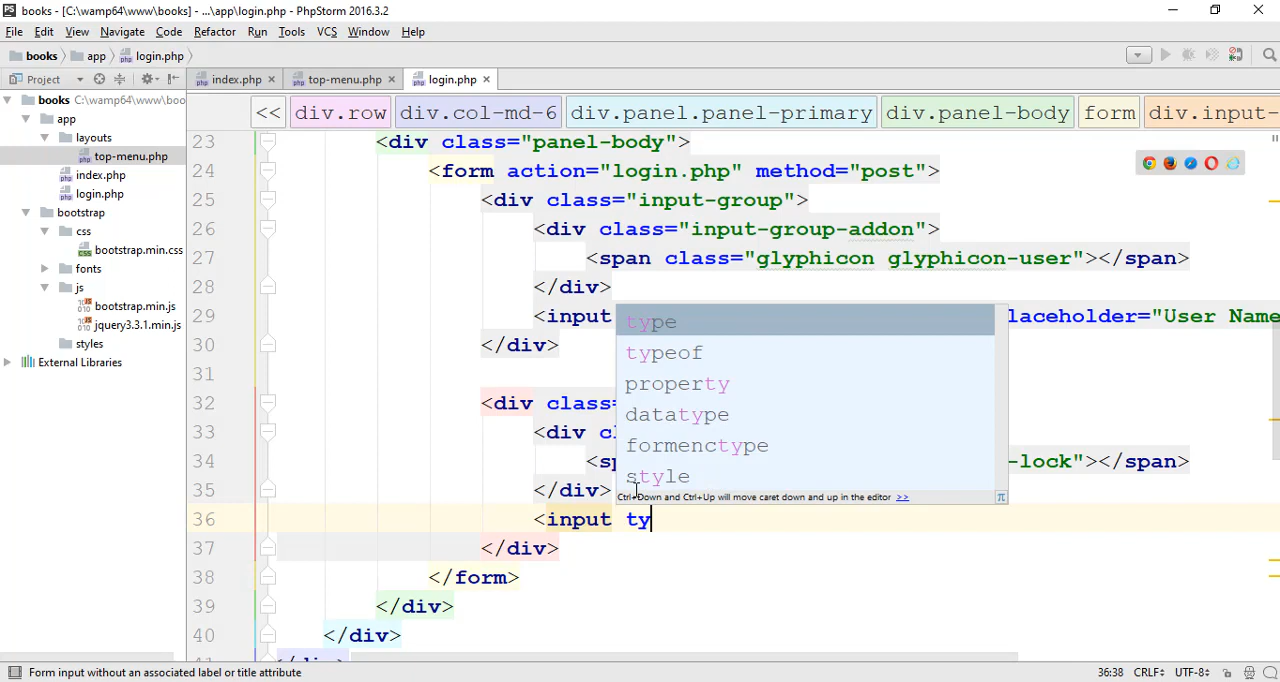 books - [C:\wamp64\www\books] - ...\app\login.php - PhpStorm 2016.3.2
File Edit View Navigate Code Refactor Run Tools VCS Window Help
books app login.php
Project index.php top-menu.php login.php
books C:\wamp64\www\boo
app
layouts
top-menu.php
index.php
login.php
bootstrap
css
bootstrap.min.css
fonts
js
bootstrap.min.js
jquery3.3.1.min.js
styles
External Libraries
<< div.row div.col-md-6 div.panel.panel-primary div.panel-body form div.input-
23 <div class="panel-body">
24 <form action="login.php" method="post">
25 <div class="input-group">
26 <div class="input-group-addon">
27 <span class="glyphicon glyphicon-user"></span>
28 </div>
29 <input laceholder="User Name
30 </div>
31
32 <div class=
33 <div cl
34 <sp -lock"></span>
35 </div>
36 <input ty
37 </div>
38 </form>
39 </div>
40 </div>
type
typeof
property
datatype
formenctype
style
Ctrl+Down and Ctrl+Up will move caret down and up in the editor >>
π
Form input without an associated label or title attribute 36:38 CRLF UTF-8